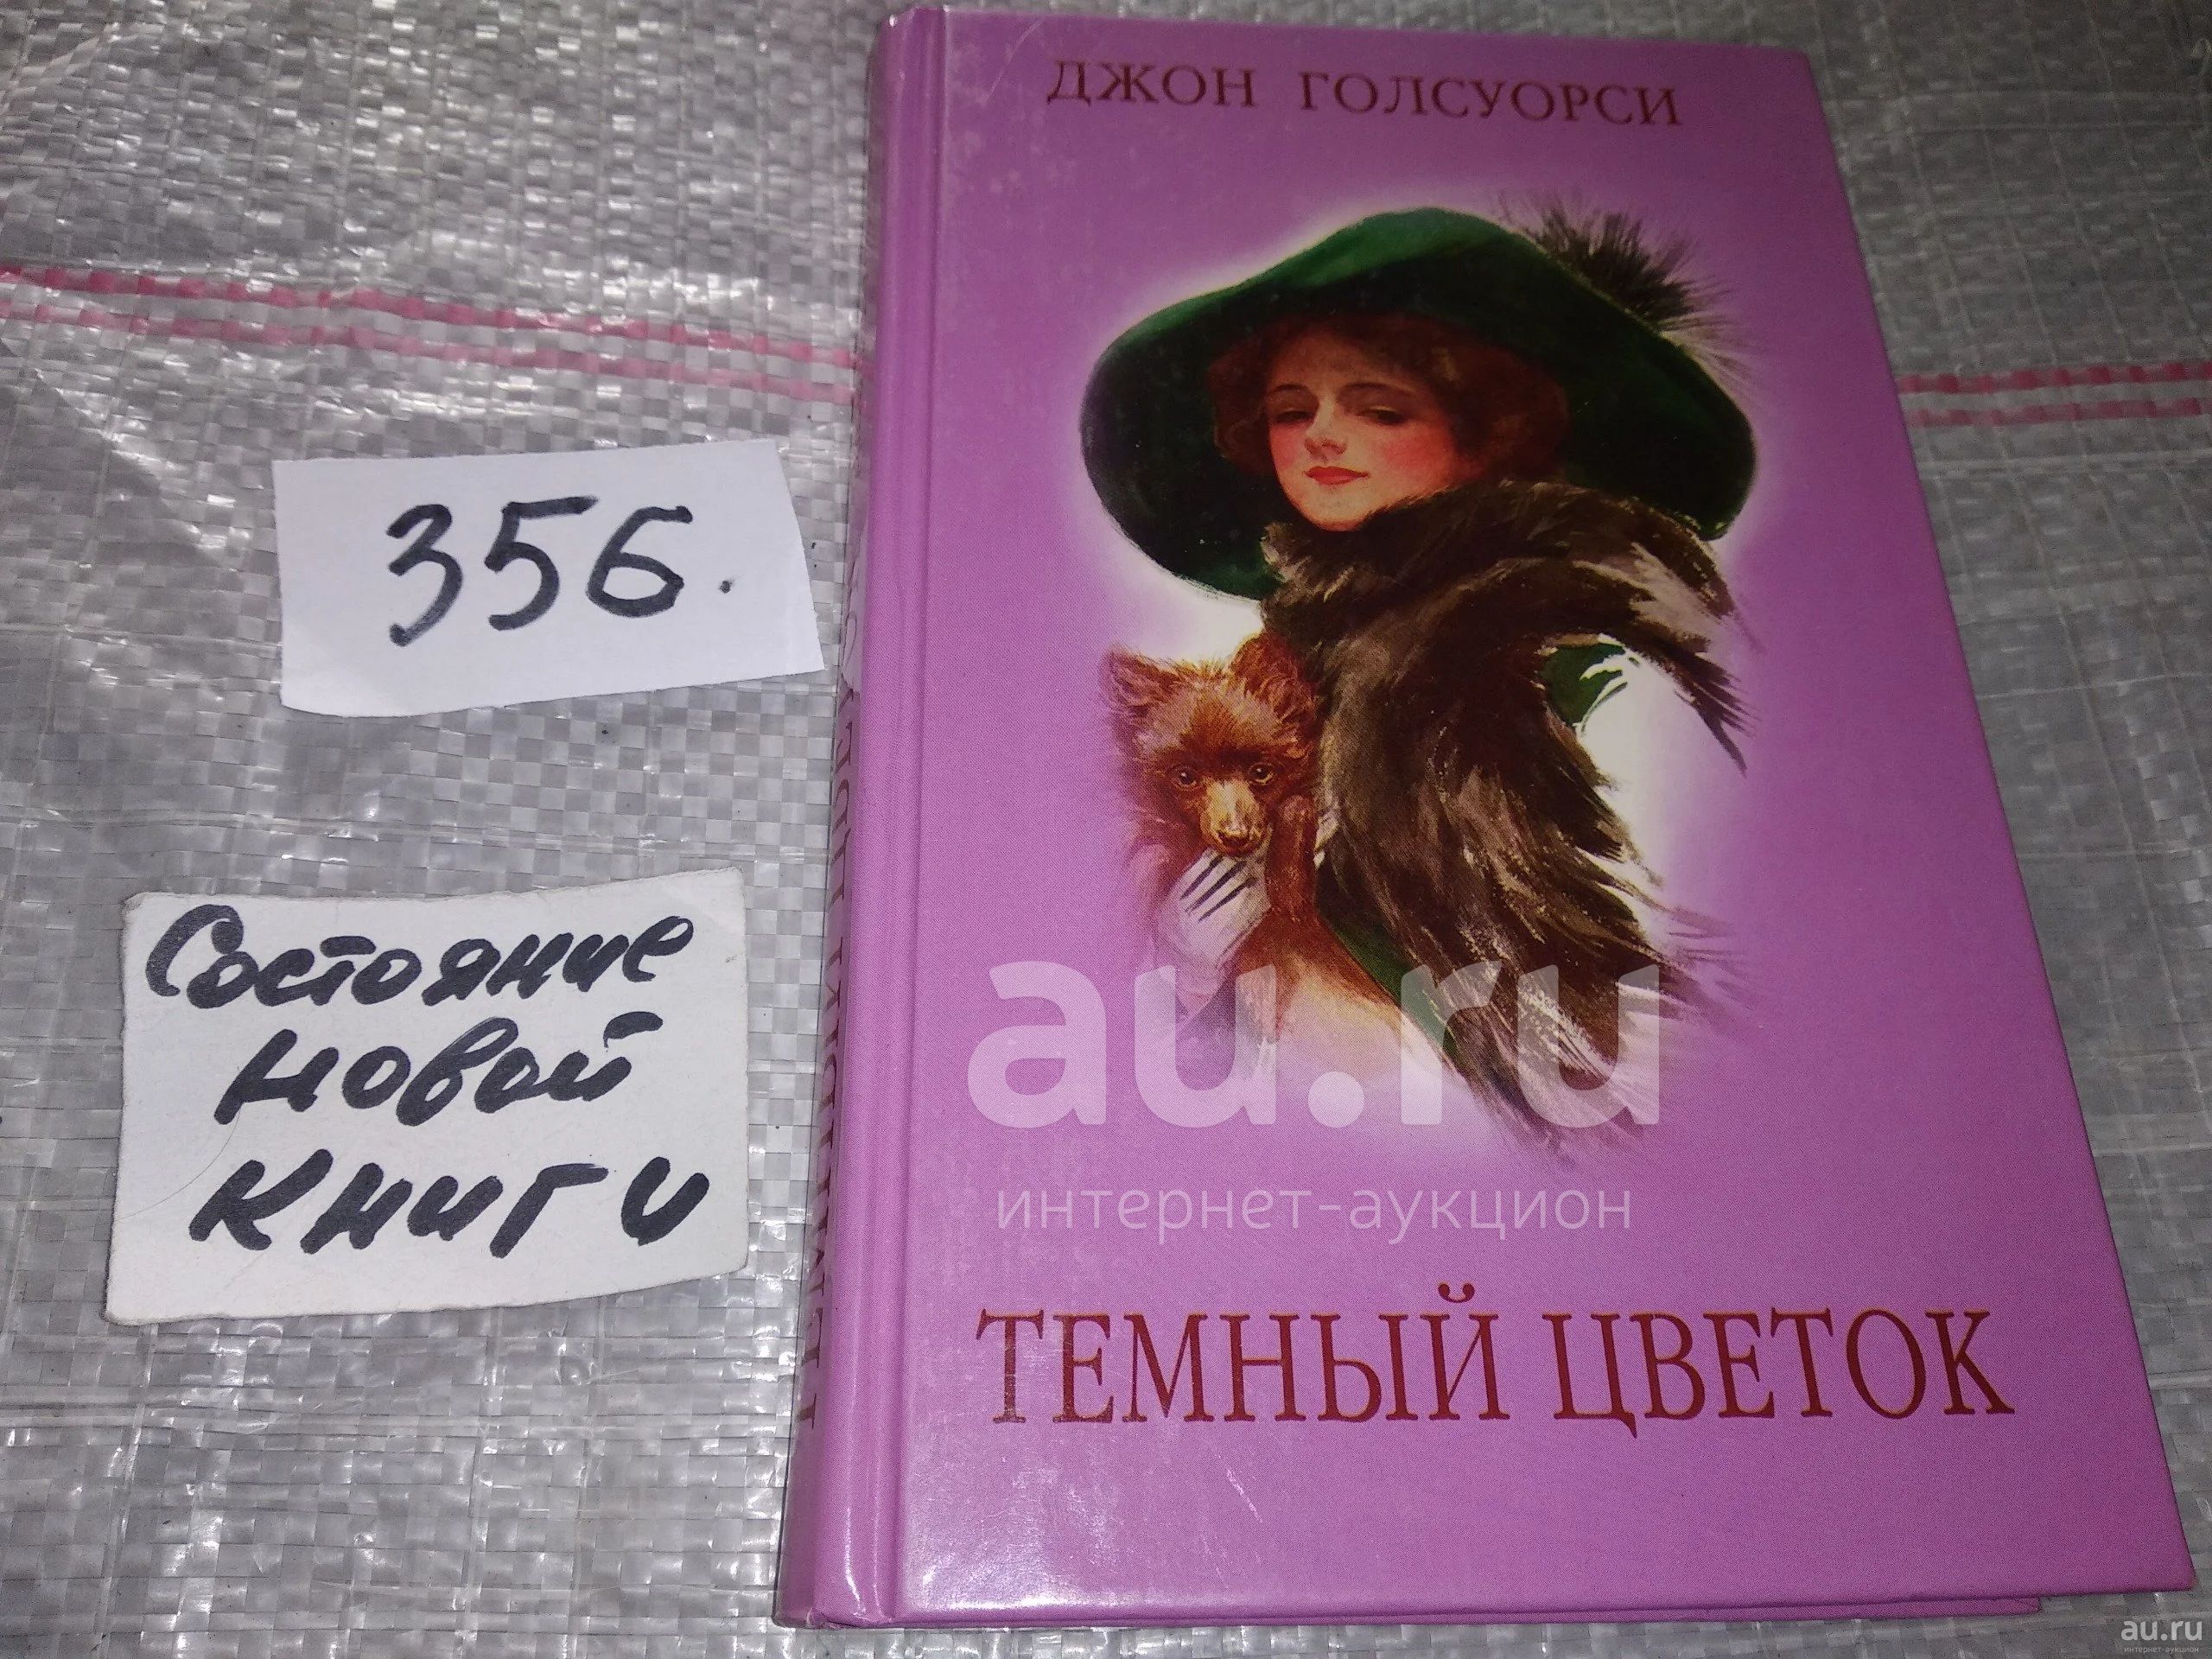 ДЖОН ГОЛСУОРСИ
356.
Состояние
новой
книги
au.ru
интернет-аукцион
ТЕМНЫЙ ЦВЕТОК
au.ru
интернет-аукцион